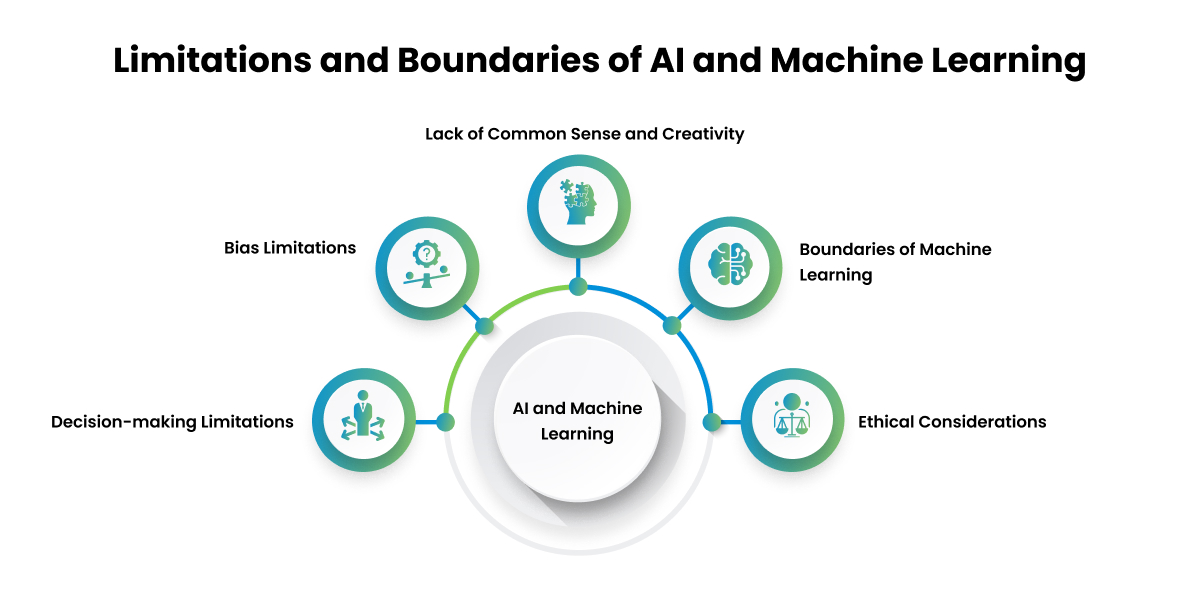 Limitations and Boundaries of AI and Machine Learning
Lack of Common Sense and Creativity
Bias Limitations
?
Boundaries of Machine
Learning
Decision-making Limitations
AI and Machine
Learning
Ethical Considerations